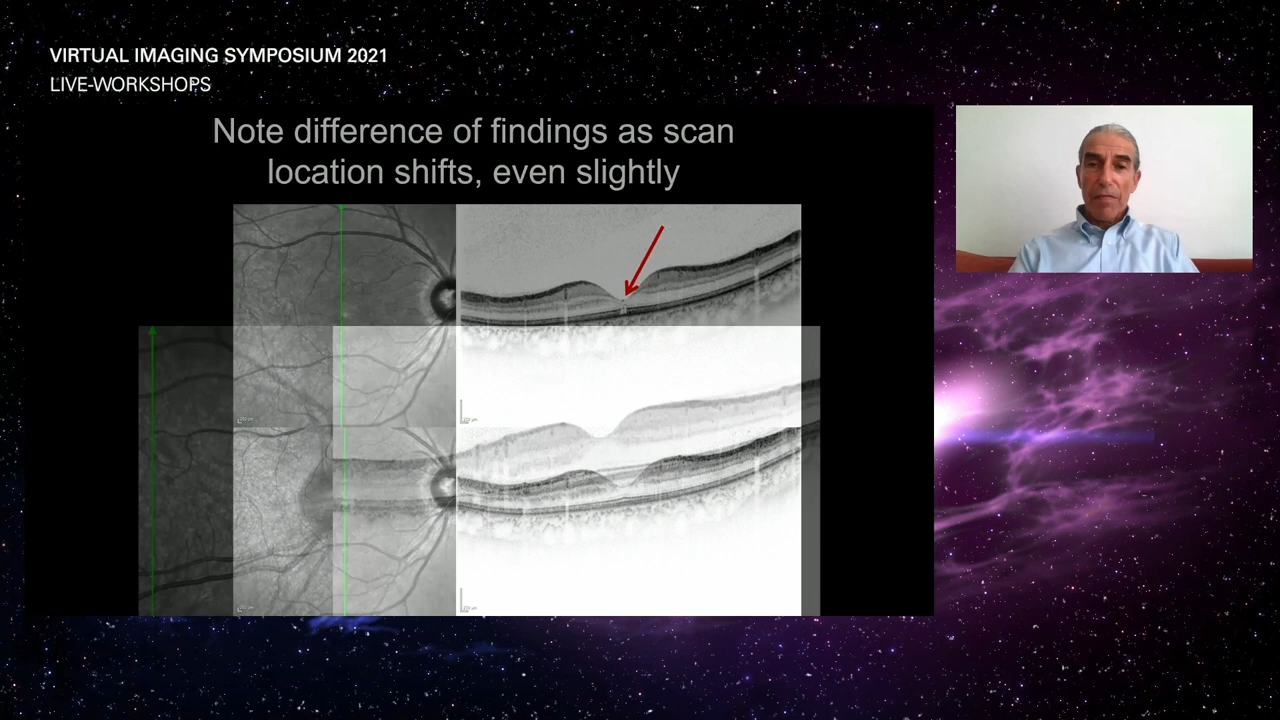 VIRTUAL IMAGING SYMPOSIUM 2021
LIVE-WORKSHOPS
Note difference of findings as scan
location shifts, even slightly